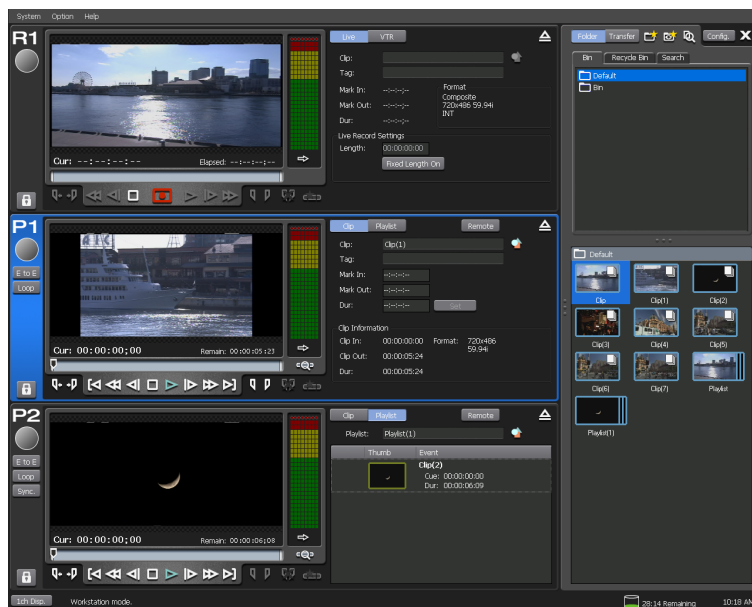 System Option Help
R1
Cur: --:--:--;-- Elapsed: --:--:--;--
Live VTR
Clip:
Tag:
Mark In: --:--:--;--
Mark Out: --:--:--;--
Dur: --:--:--;--
Format
Composite
720x486 59.94i
INT
Live Record Settings
Length: 00:00:00:00
Fixed Length On
P1
E to E
Loop
Cur: 00:00:00;00 Remain: 00:00:05;23
Clip Playlist Remote
Clip: Clip(1)
Tag:
Mark In: --:--:--;--
Mark Out: --:--:--;--
Dur: --:--:--;-- Set
Clip Information
Clip In: 00:00:00:00 Format: 720x486
59.94i
Clip Out: 00:00:05:24
Dur: 00:00:05:24
P2
E to E
Loop
Sync.
Cur: 00:00:00;00 Remain: 00:00:06;08
Clip Playlist Remote
Playlist: Playlist(1)
Thumb Event
Clip(2)
Cue: 00:00:00:00
Dur: 00:00:06:09
Folder Transfer Config. X
Bin Recycle Bin Search
Default
Bin
Default
Clip Clip(1) Clip(2)
Clip(3) Clip(4) Clip(5)
Clip(6) Clip(7) Playlist
Playlist(1)
1ch Disp. Workstation mode. 28:14 Remaining 10:18 AM